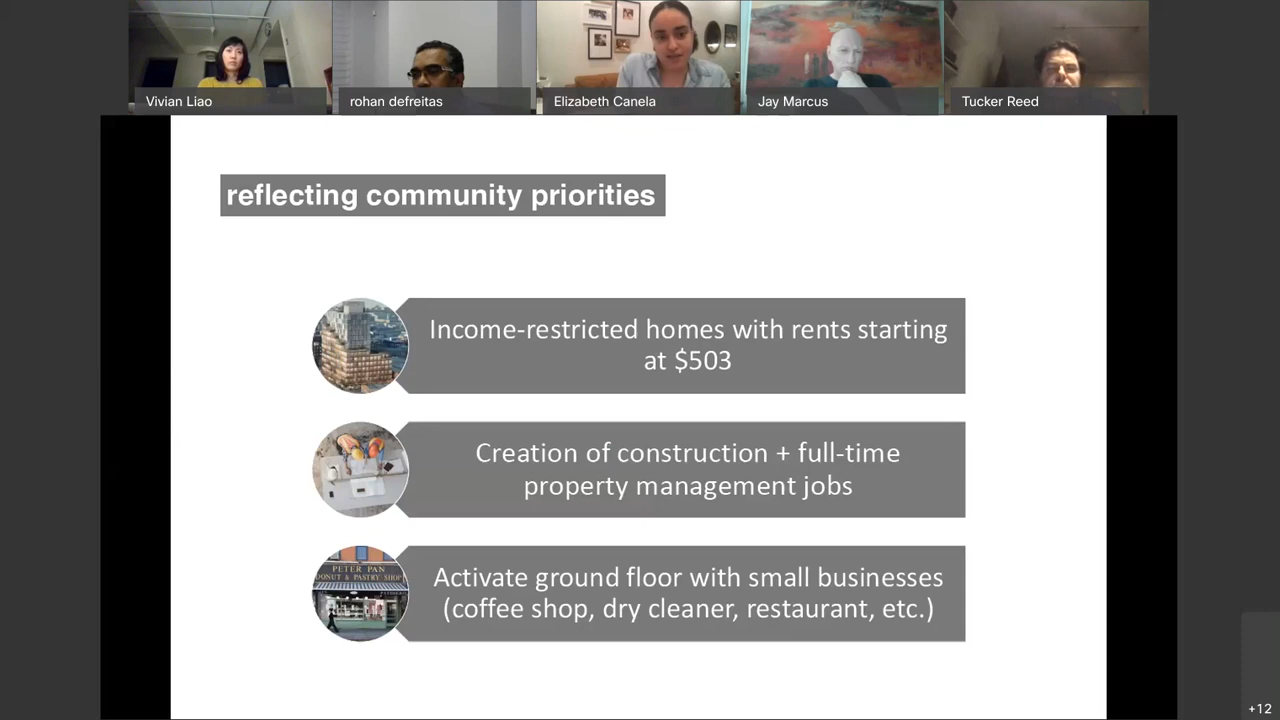 Vivian Liao
rohan defreitas
Elizabeth Canela
Jay Marcus
Tucker Reed
reflecting community priorities
Income-restricted homes with rents starting
at $503
Creation of construction + full-time
property management jobs
PETER PAN
DONUT & PASTRY SHOP
Activate ground floor with small businesses
(coffee shop, dry cleaner, restaurant, etc.)
+12